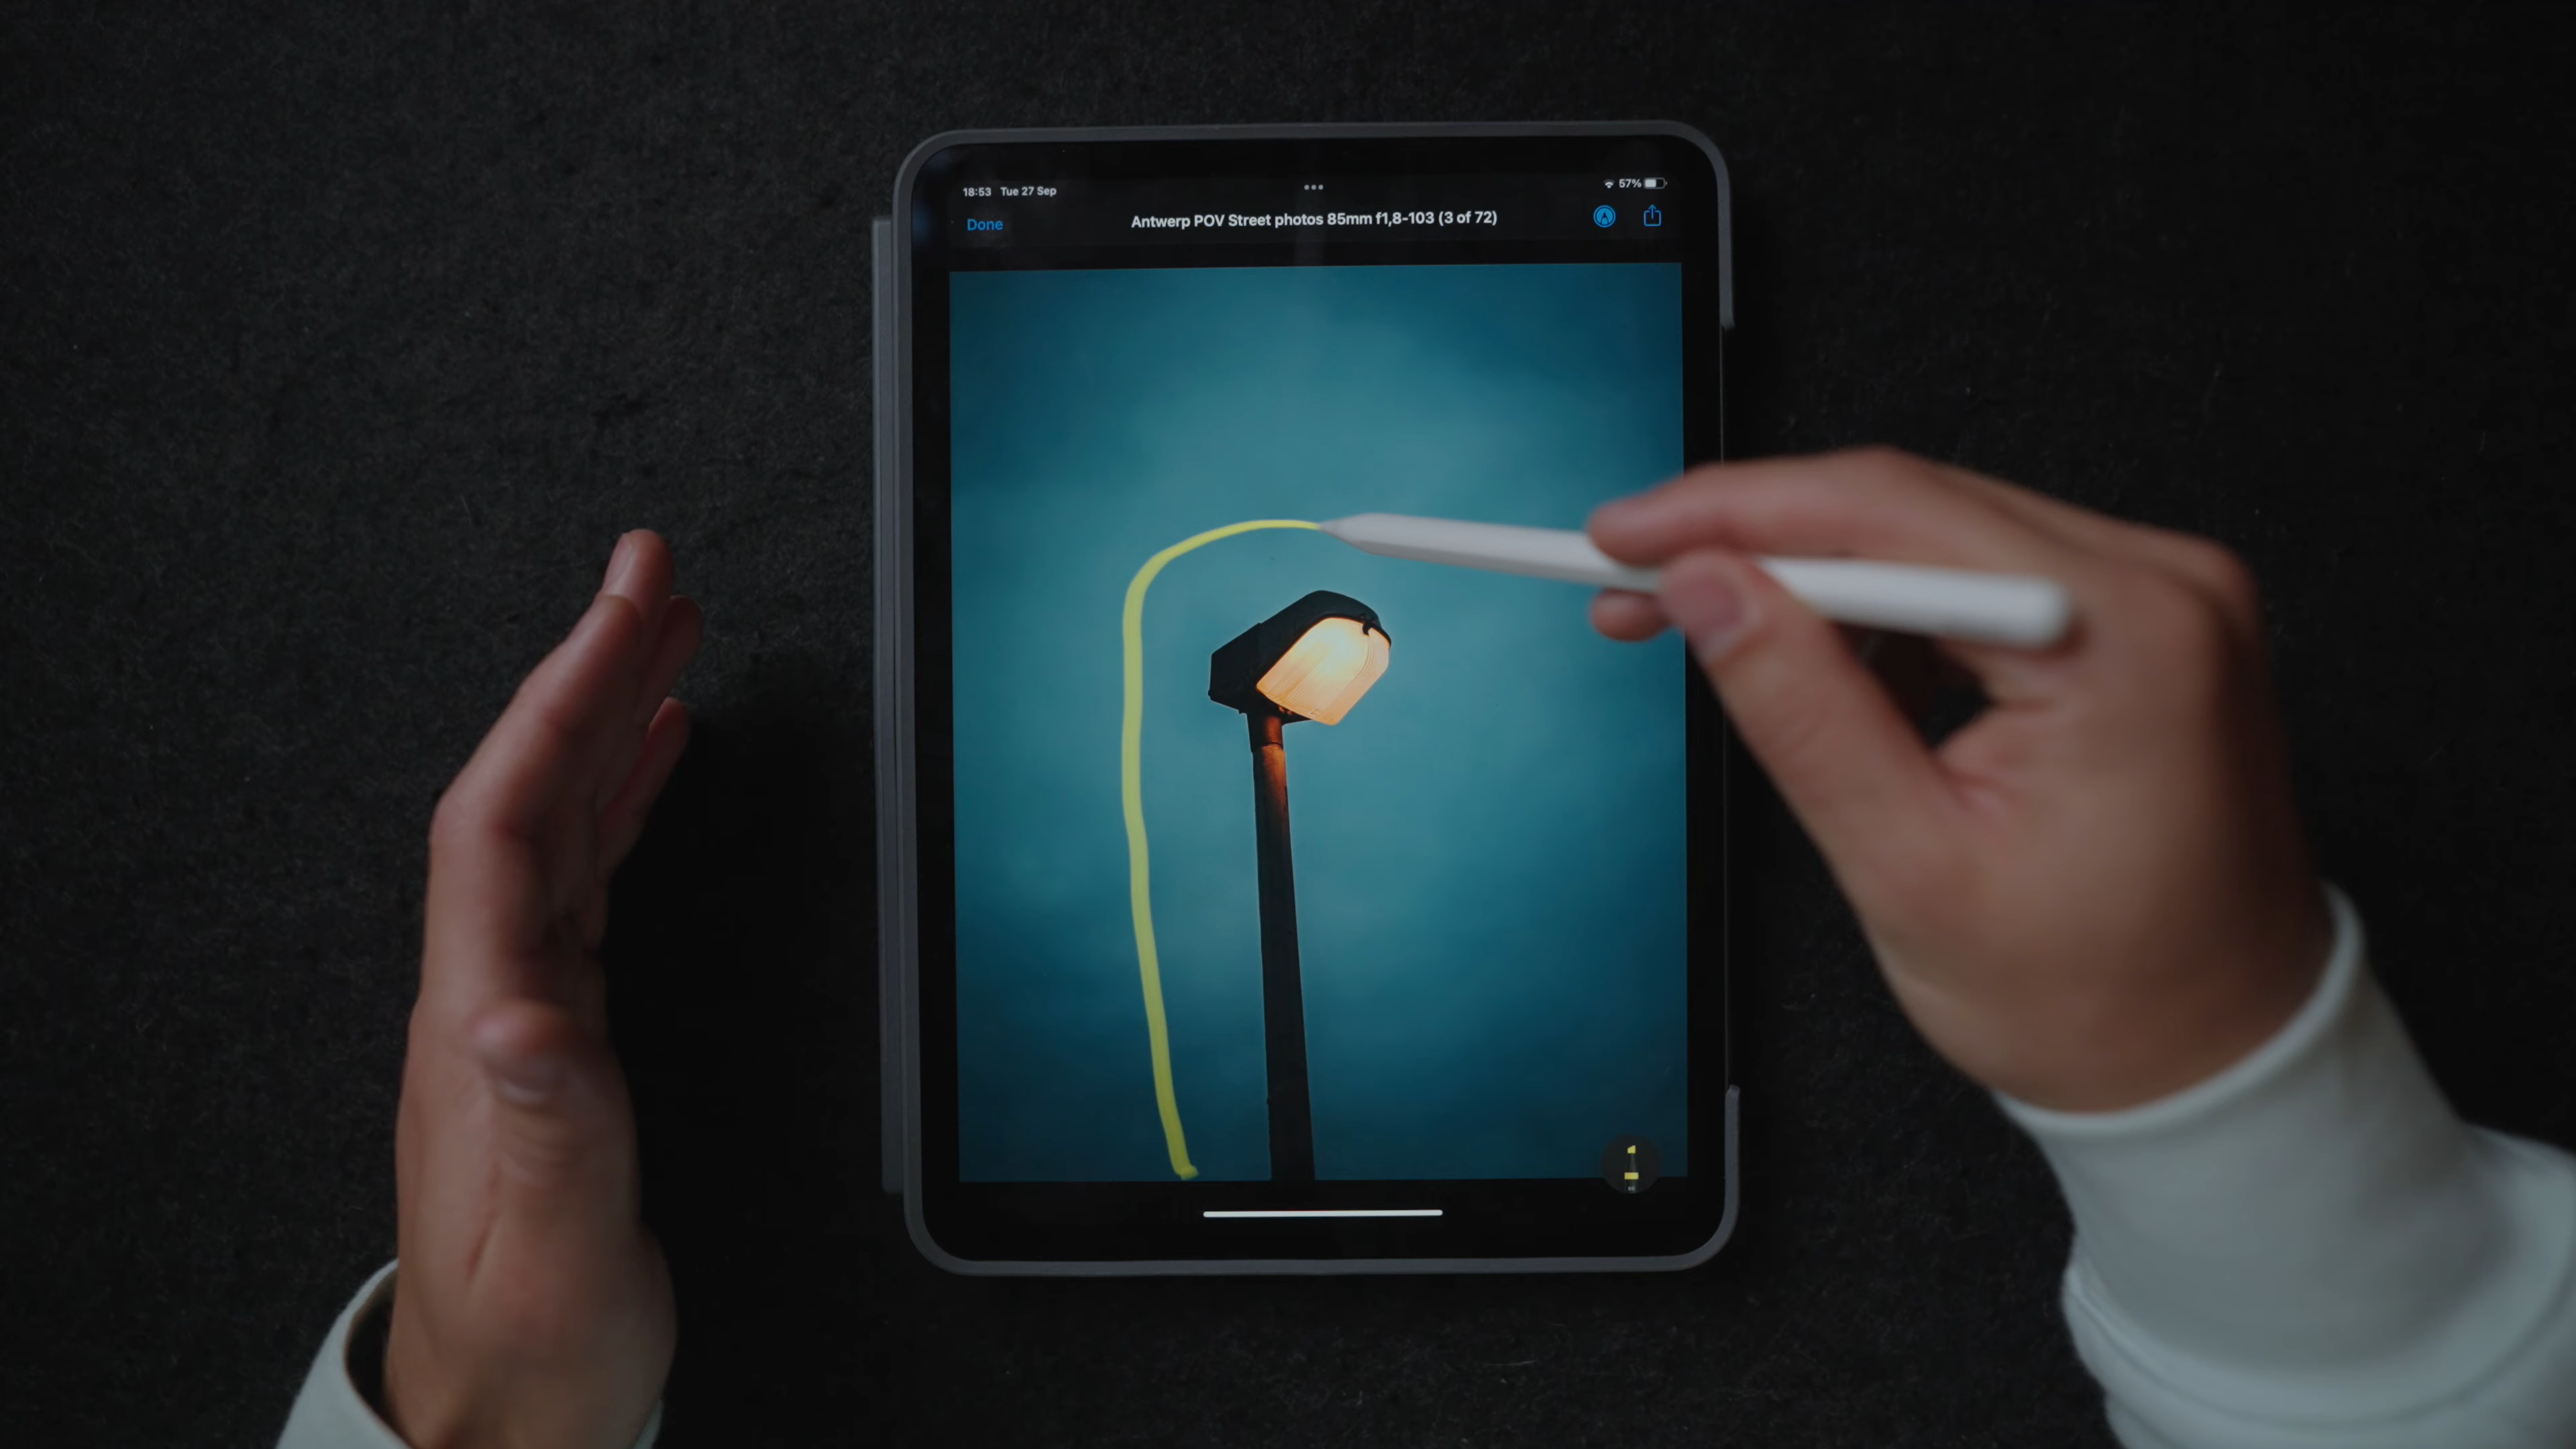 18:53 Tue 27 Sep
57%
Done
Antwerp POV Street photos 85mm f1,8-103 (3 of 72)